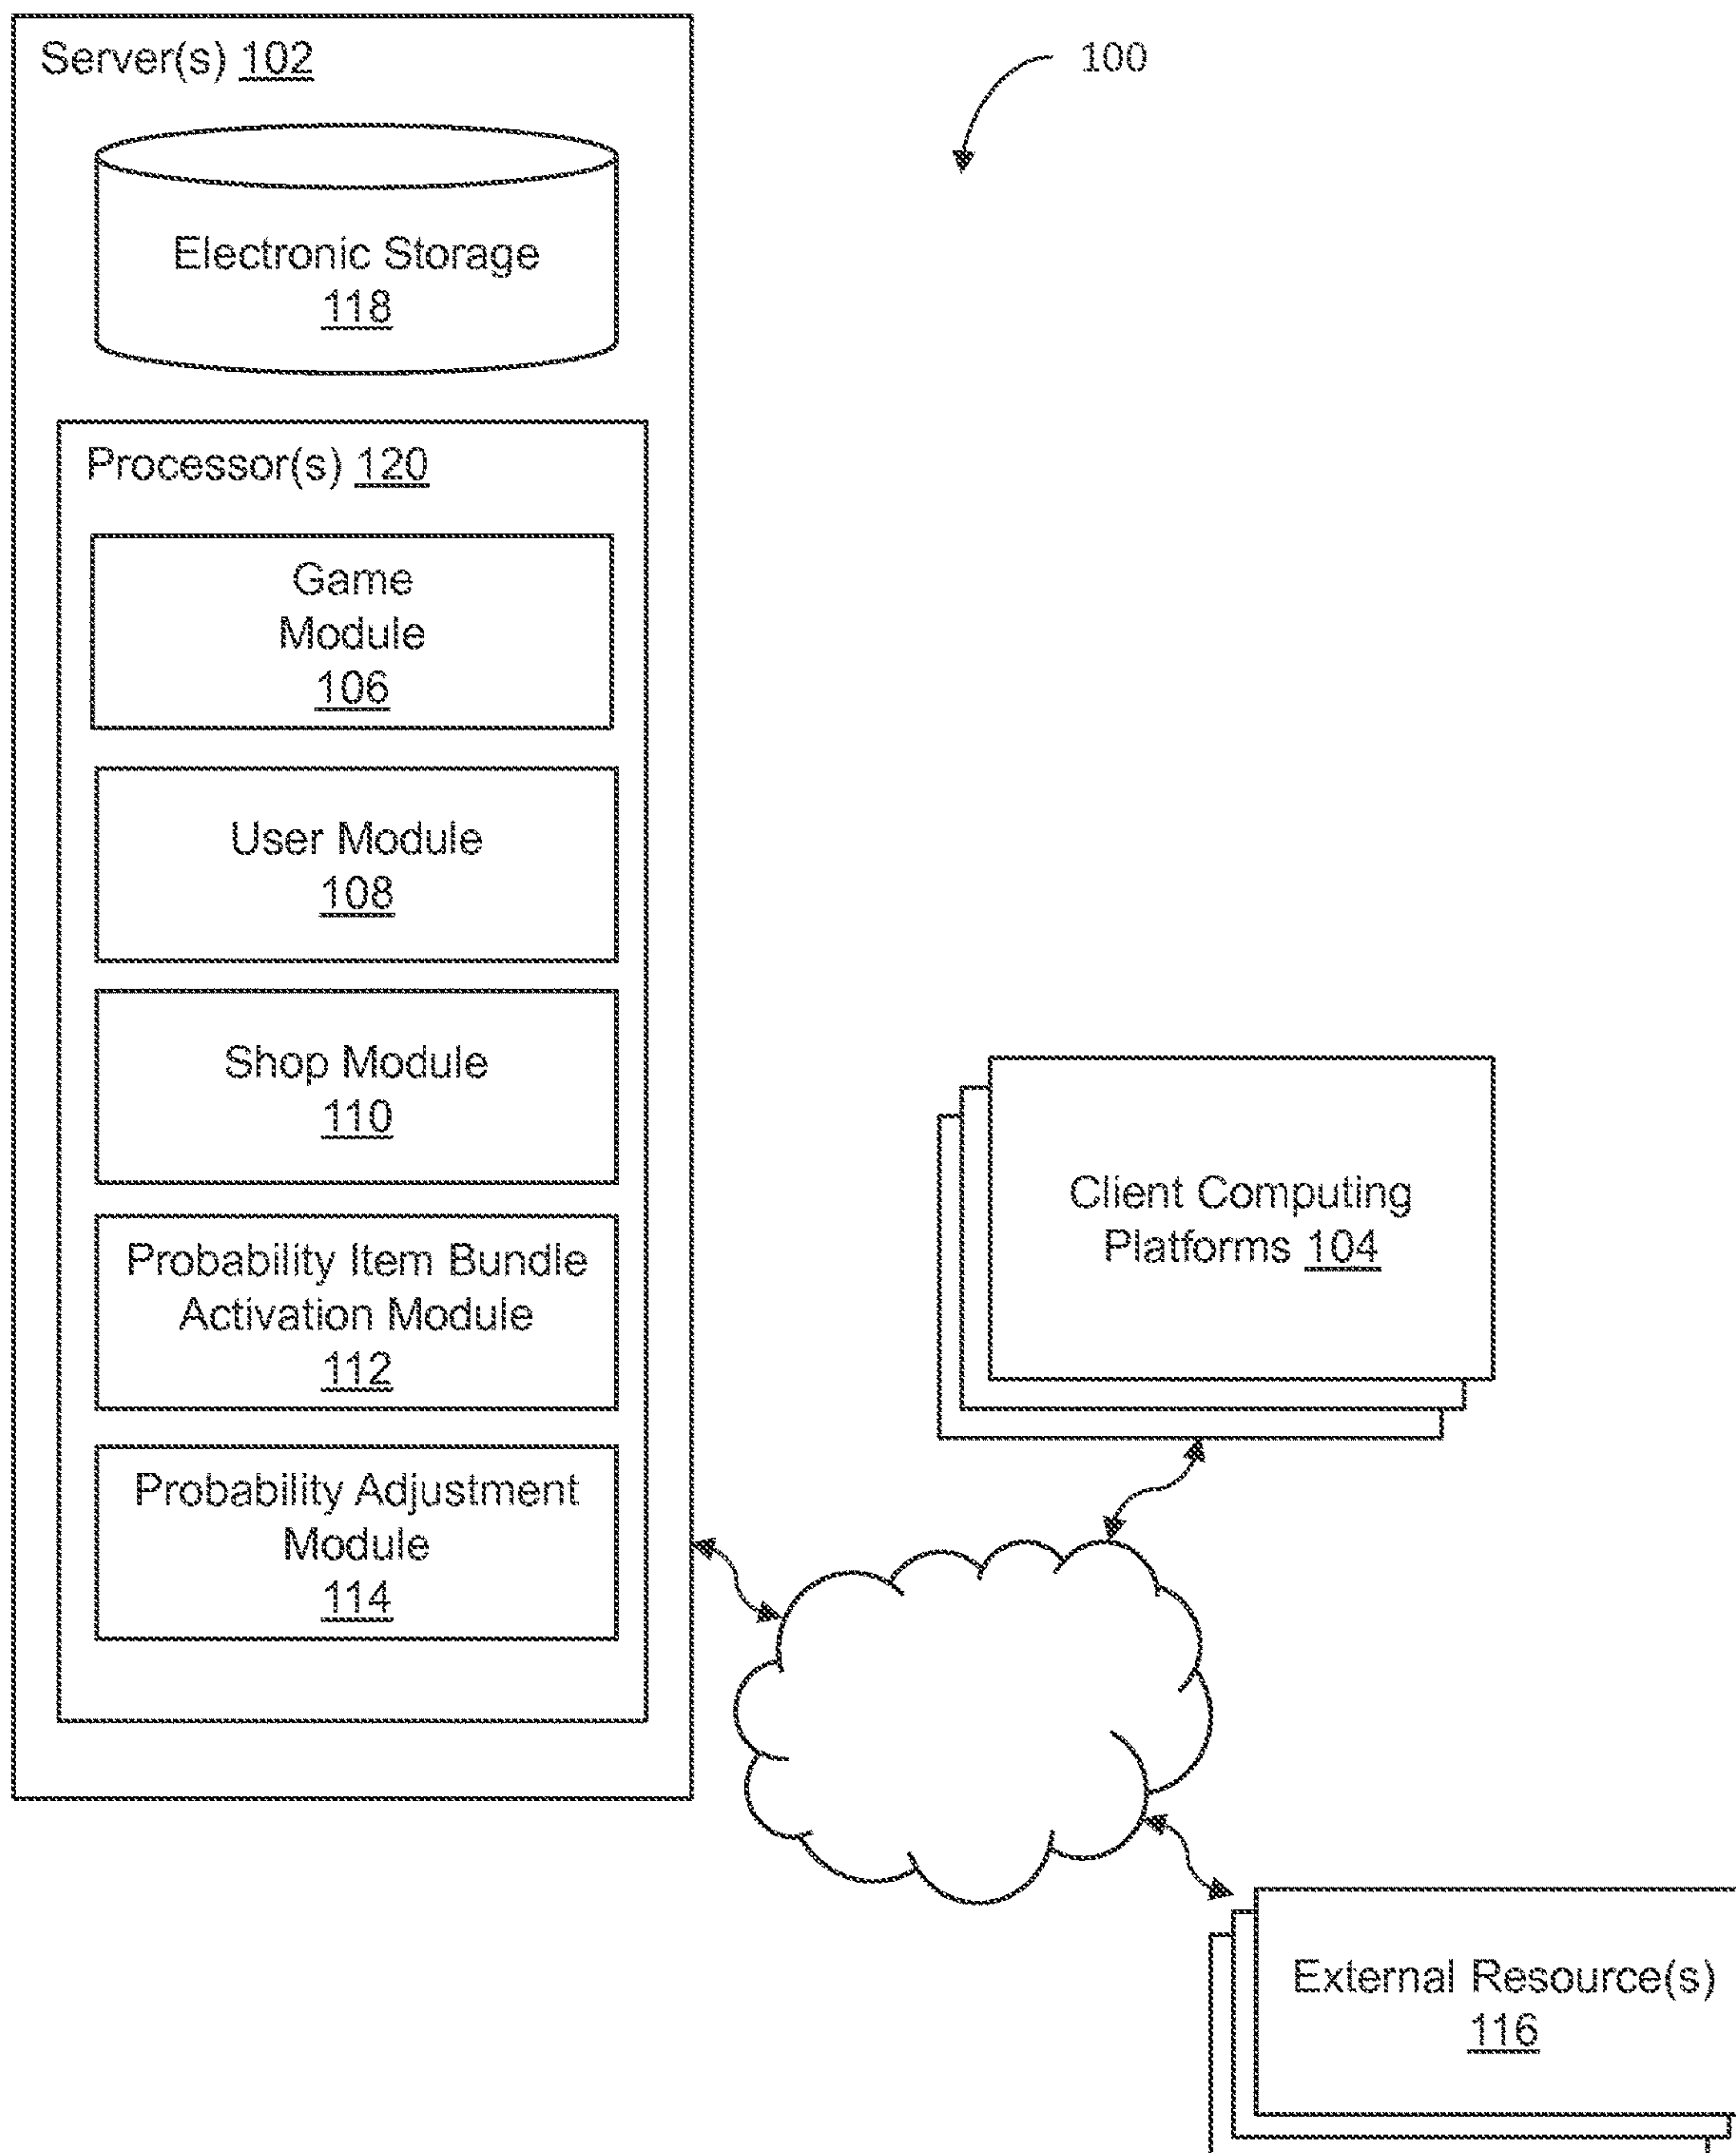 Server(s) 102
100
Electronic Storage
118
Processor(s) 120
Game
Module
106
User Module
108
Shop Module
110
Probability Item Bundle
Activation Module
112
Probability Adjustment
Module
114
Client Computing
Platforms 104
External Resource(s)
116